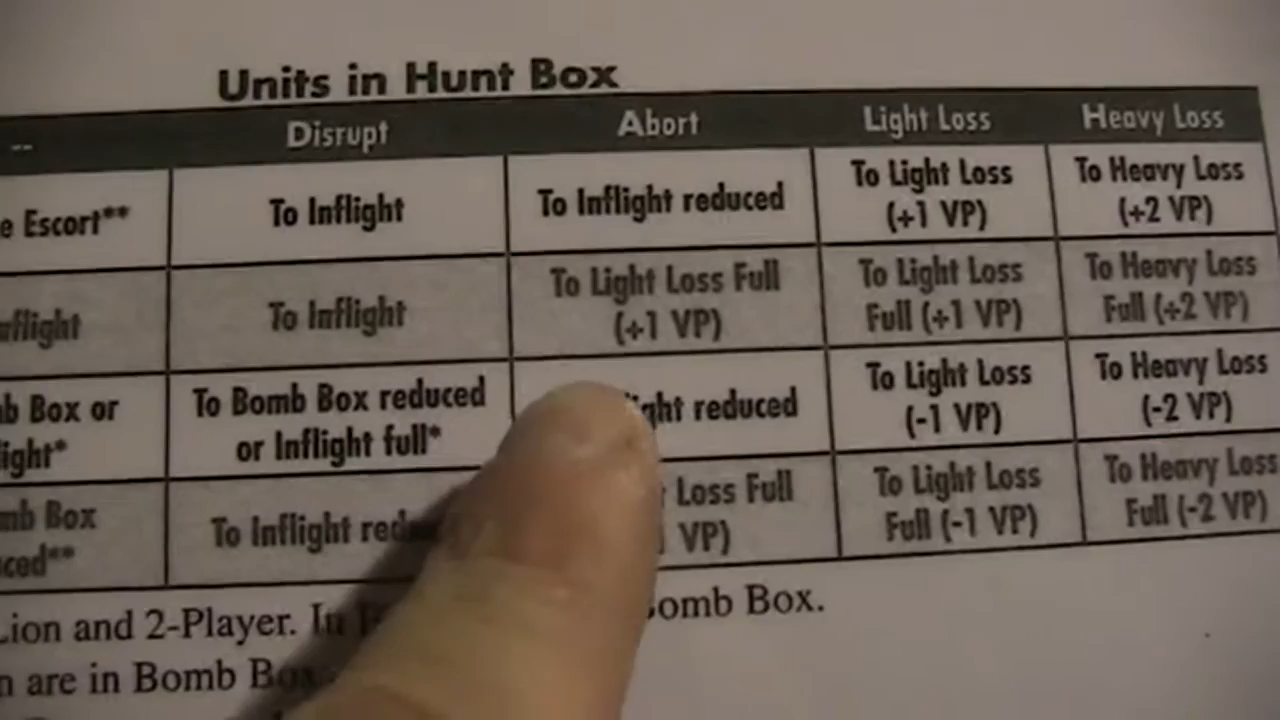 Units in Hunt Box
-- Disrupt Abort Light Loss Heavy Loss
e Escort** To Inflight To Inflight reduced To Light Loss (+1 VP) To Heavy Loss (+2 VP)
flight To Inflight To Light Loss Full (+1 VP) To Light Loss Full (+1 VP) To Heavy Loss Full (+2 VP)
b Box or ight* To Bomb Box reduced or Inflight full* ght reduced To Light Loss (-1 VP) To Heavy Loss (-2 VP)
mb Box ced** To Inflight red Loss Full VP) To Light Loss Full (-1 VP) To Heavy Loss Full (-2 VP)
Lion and 2-Player. In Bomb Box.
n are in Bomb Box